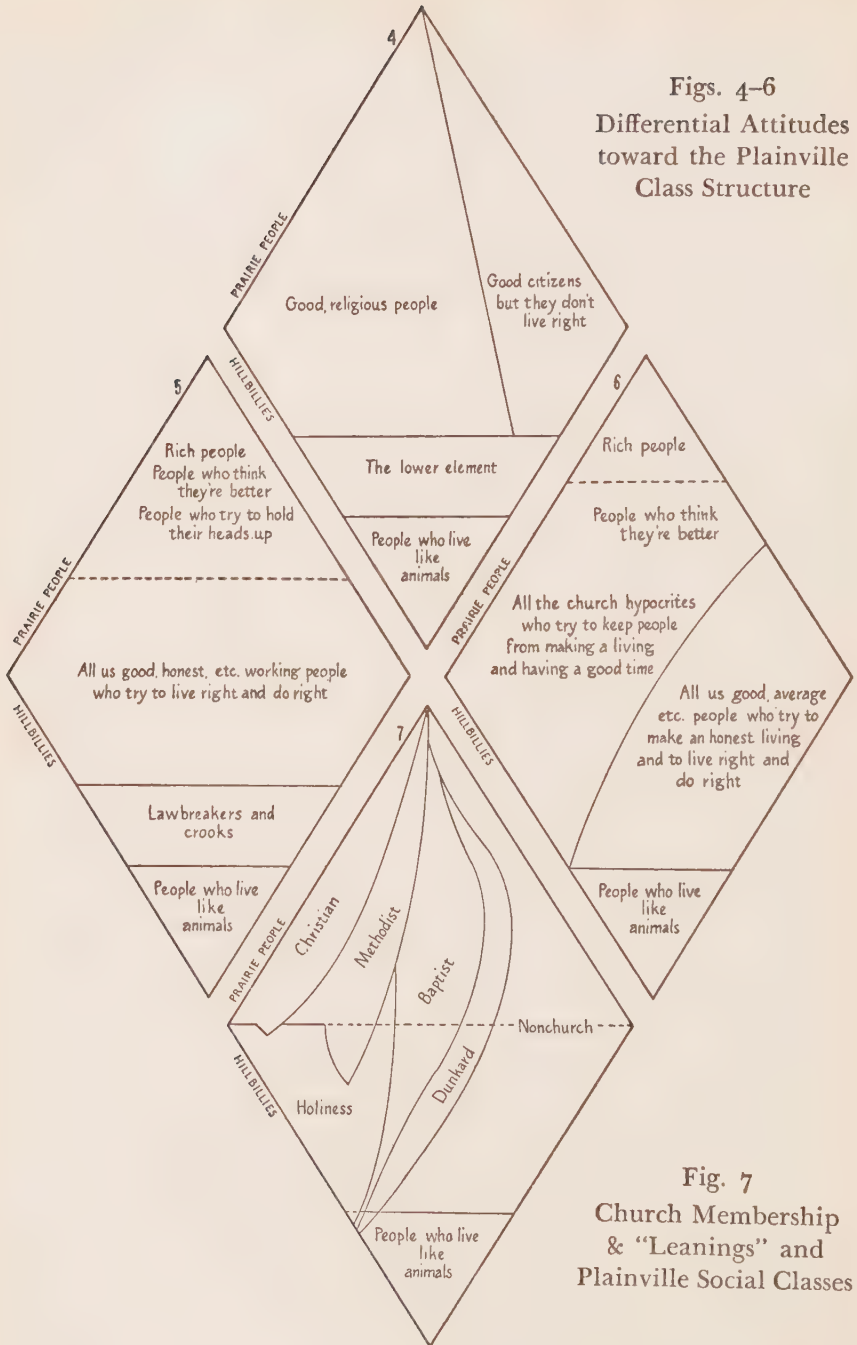 Figs. 4–6
Differential Attitudes
toward the Plainville
Class Structure
4
PRAIRIE PEOPLE
HILLBILLIES
Good, religious people
Good citizens
but they don't
live right
The lower element
People who live
like
animals
5
PRAIRIE PEOPLE
HILLBILLIES
Rich people
People who think
they're better
People who try to hold
their heads up
All us good, honest, etc. working people
who try to live right and do right
Lawbreakers and
crooks
People who live
like
animals
6
PRAIRIE PEOPLE
HILLBILLIES
Rich people
People who think
they're better
All the church hypocrites
who try to keep people
from making a living
and having a good time
All us good, average
etc. people who try to
make an honest living
and to live right and
do right
People who live
like
animals
7
PRAIRIE PEOPLE
HILLBILLIES
Christian
Methodist
Baptist
Dunkard
Nonchurch
Holiness
People who live
like
animals
Fig. 7
Church Membership
& "Leanings" and
Plainville Social Classes